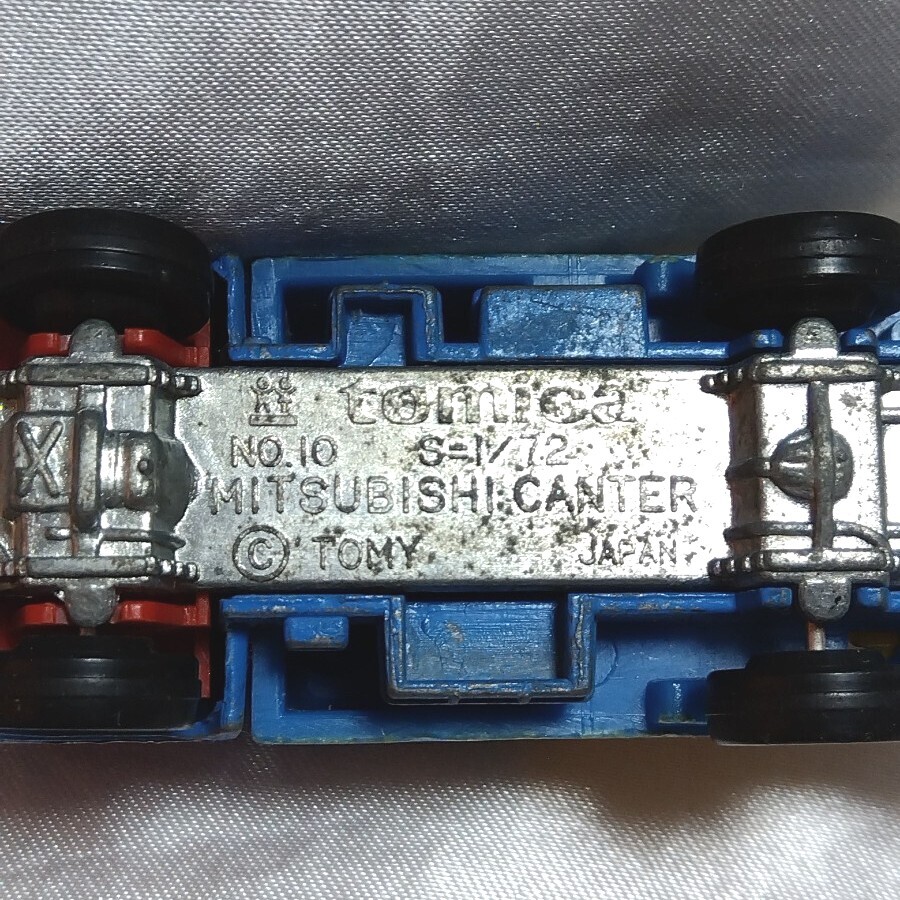 tomica
NO.10 S=1/72
MITSUBISHI CANTER
© TOMY JAPAN
X